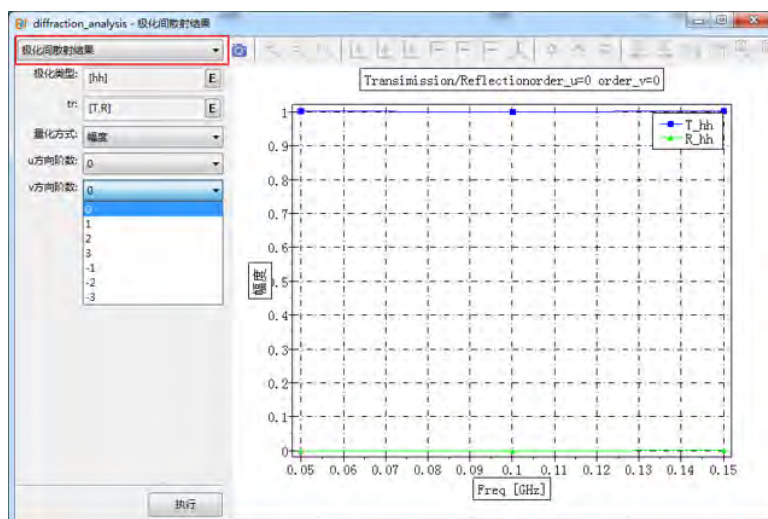 diffraction_analysis - 极化间散射结果
极化间散射结果
极化类型: [hh] E
tr: [T,R] E
量化方式: 幅度
u方向阶数: 0
v方向阶数: 0
0
1
2
3
-1
-2
-3
执行
Transimission/Reflectionorder_u=0 order_v=0
T_hh
R_hh
1
0.9
0.8
0.7
0.6
0.5
0.4
0.3
0.2
0.1
0
幅度
0.05 0.06 0.07 0.08 0.09 0.1 0.11 0.12 0.13 0.14 0.15
Freq [GHz]